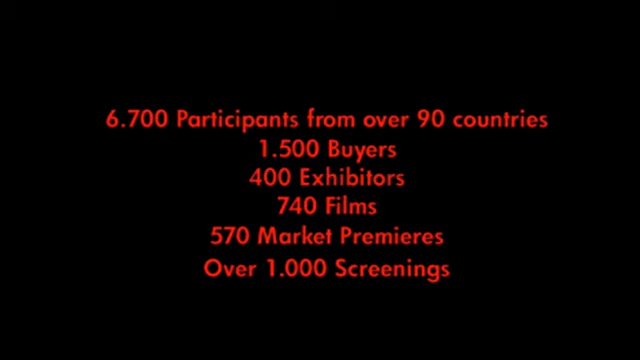 6.700 Participants from over 90 countries
1.500 Buyers
400 Exhibitors
740 Films
570 Market Premieres
Over 1.000 Screenings